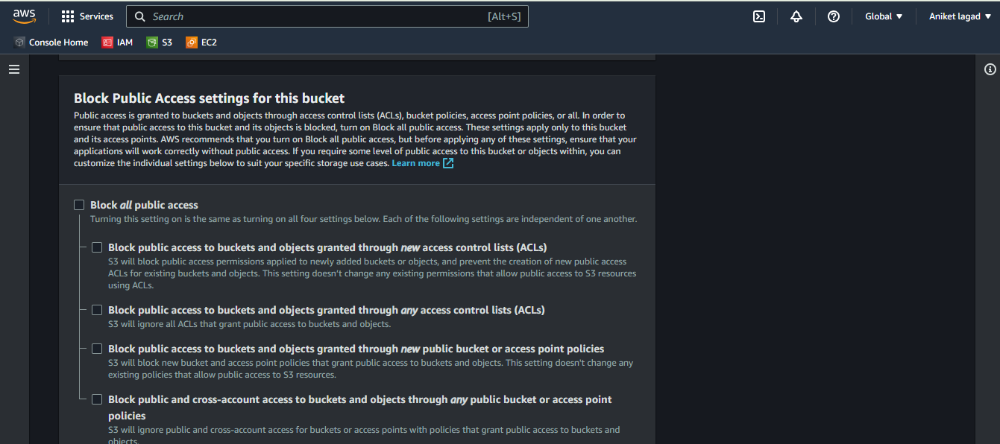 aws
Services
Search
[Alt+S]
Global
Aniket lagad
Console Home
IAM
S3
EC2
Block Public Access settings for this bucket
Public access is granted to buckets and objects through access control lists (ACLs), bucket policies, access point policies, or all. In order to
ensure that public access to this bucket and its objects is blocked, turn on Block all public access. These settings apply only to this bucket
and its access points. AWS recommends that you turn on Block all public access, but before applying any of these settings, ensure that your
applications will work correctly without public access. If you require some level of public access to this bucket or objects within, you can
customize the individual settings below to suit your specific storage use cases. Learn more
Block all public access
Turning this setting on is the same as turning on all four settings below. Each of the following settings are independent of one another.
Block public access to buckets and objects granted through new access control lists (ACLs)
S3 will block public access permissions applied to newly added buckets or objects, and prevent the creation of new public access
ACLs for existing buckets and objects. This setting doesn't change any existing permissions that allow public access to S3 resources
using ACLs.
Block public access to buckets and objects granted through any access control lists (ACLs)
S3 will ignore all ACLs that grant public access to buckets and objects.
Block public access to buckets and objects granted through new public bucket or access point policies
S3 will block new bucket and access point policies that grant public access to buckets and objects. This setting doesn't change any
existing policies that allow public access to S3 resources.
Block public and cross-account access to buckets and objects through any public bucket or access point
policies
S3 will ignore public and cross-account access for buckets or access points with policies that grant public access to buckets and
objects.